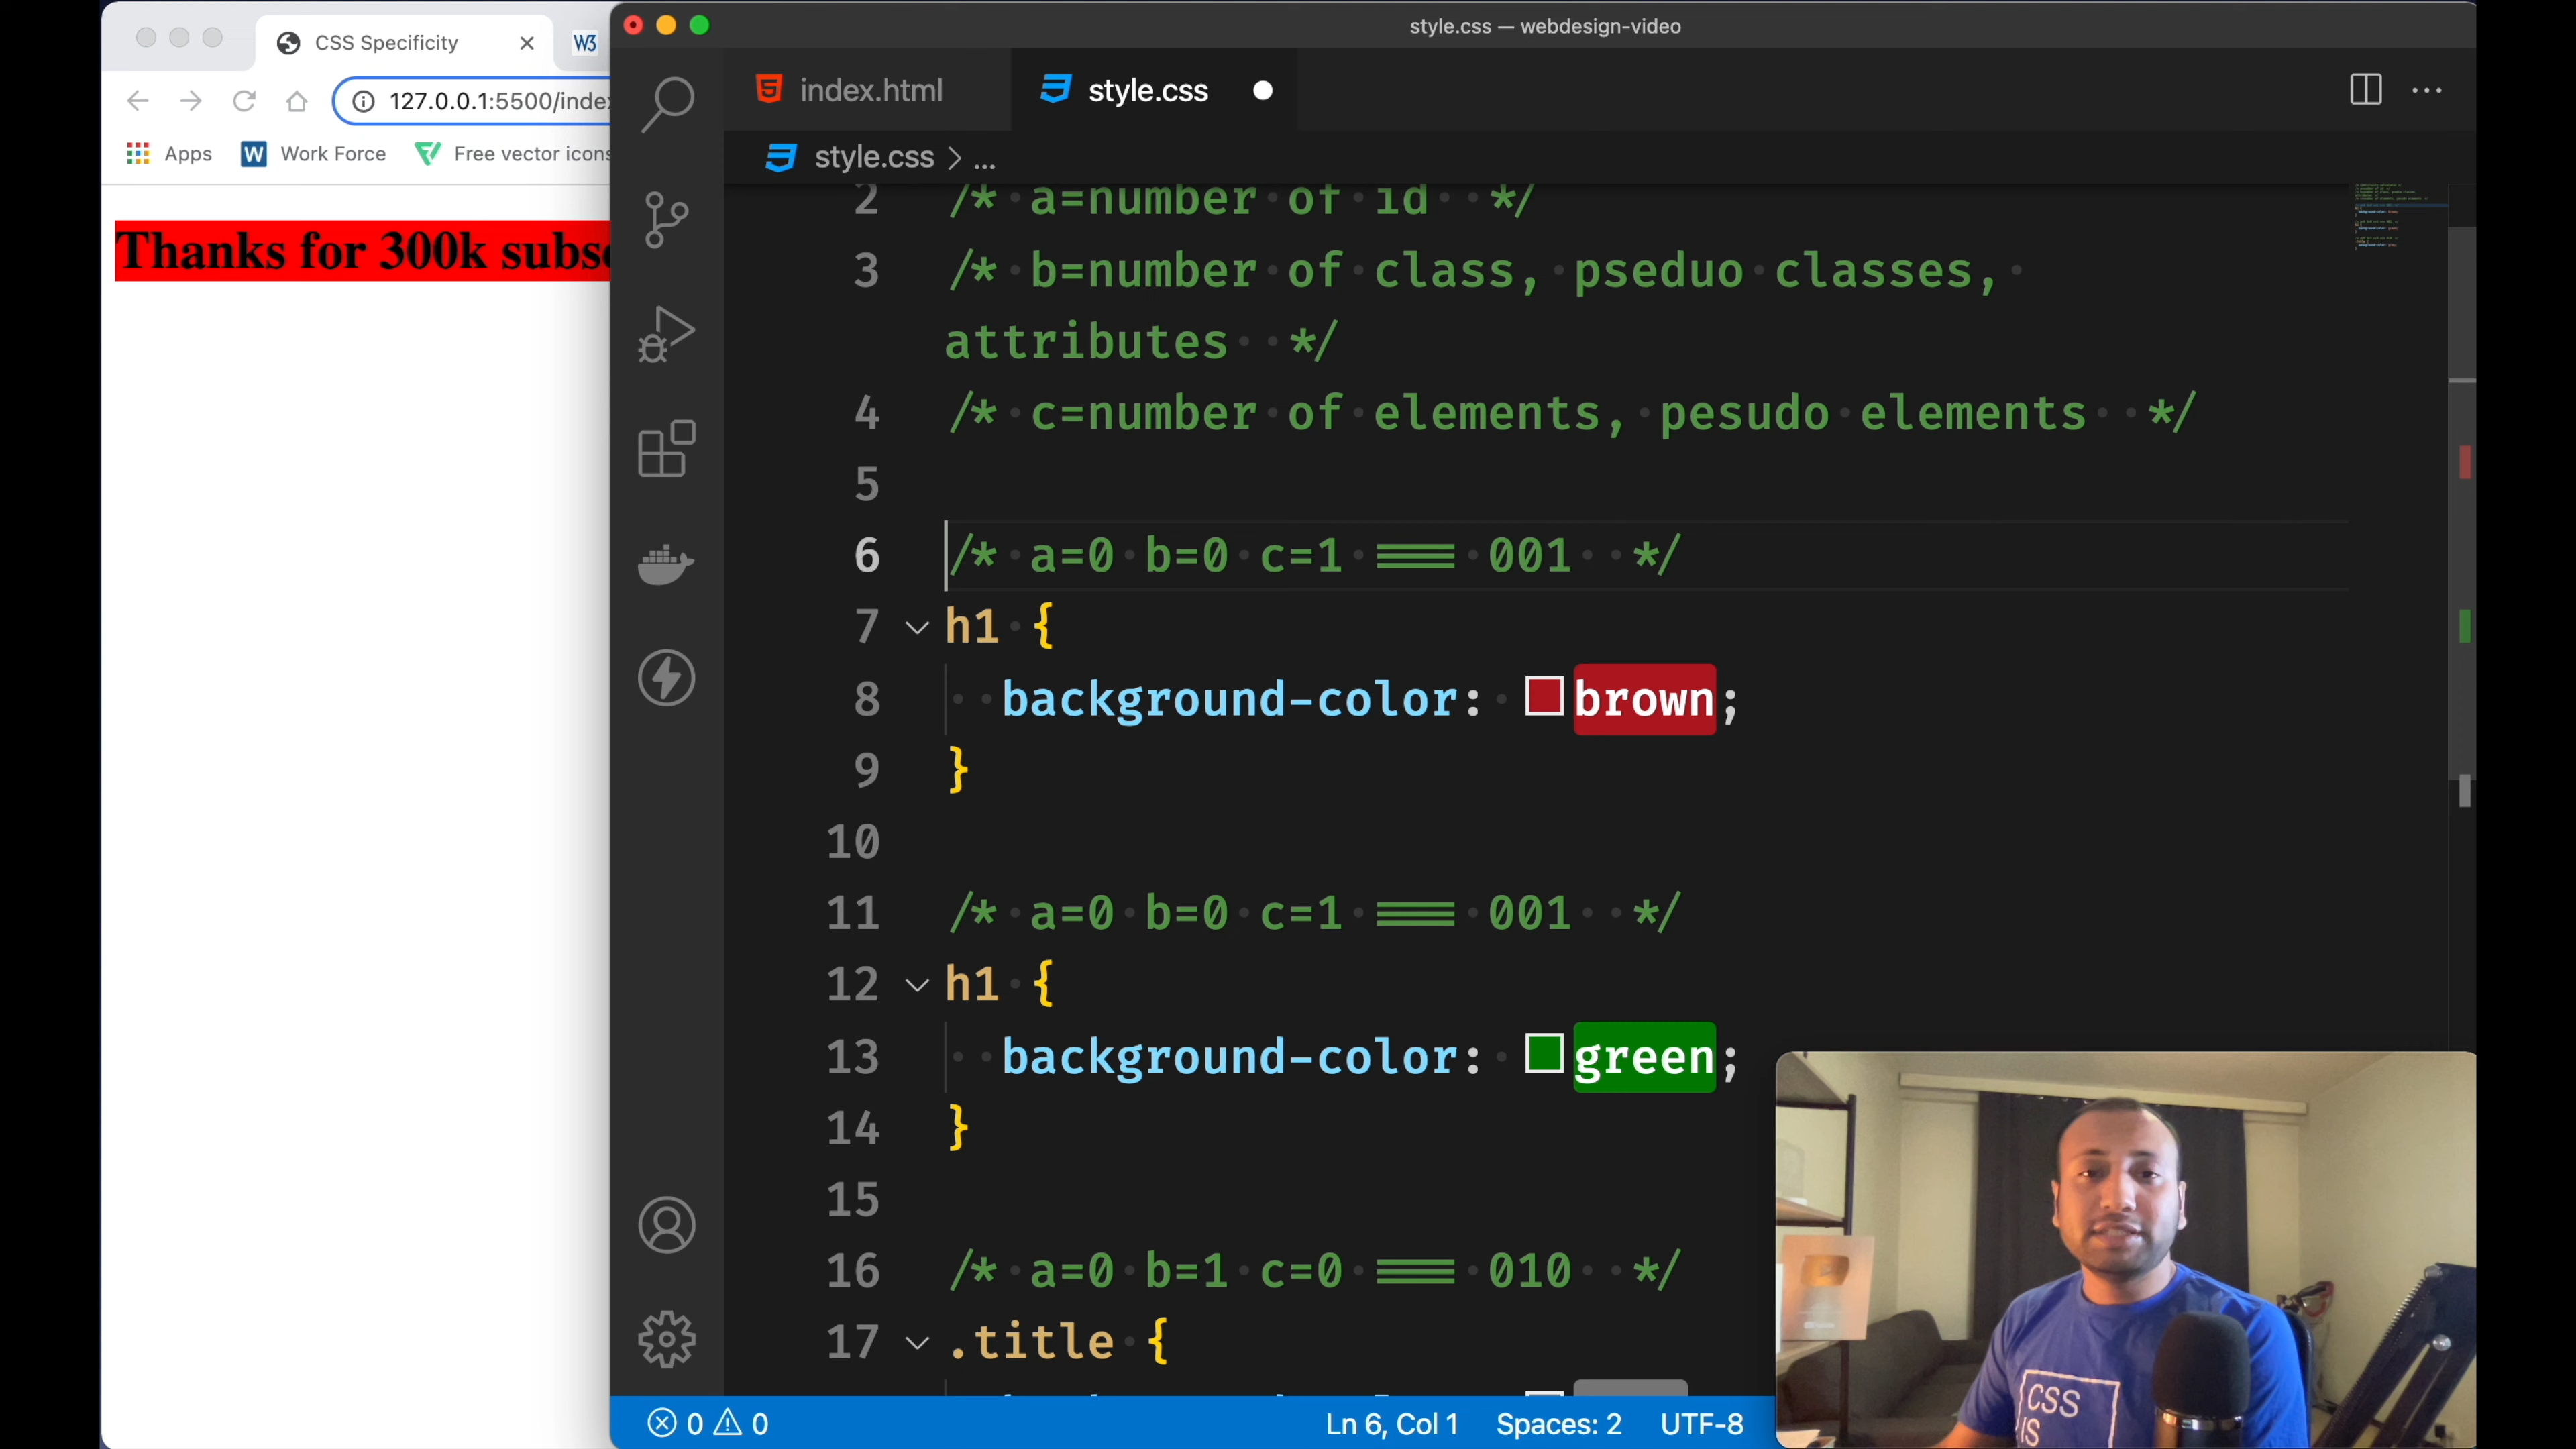 CSS Specificity
127.0.0.1:5500/inde
Apps W Work Force Free vector icons
Thanks for 300k subs
style.css — webdesign-video
index.html
style.css
style.css > ...
2 /* a=number of id */
3 /* b=number of class, pseduo classes,
attributes */
4 /* c=number of elements, pesudo elements */
5
6 /* a=0 b=0 c=1 === 001 */
7 h1 {
8 background-color: brown;
9 }
10
11 /* a=0 b=0 c=1 === 001 */
12 h1 {
13 background-color: green;
14 }
15
16 /* a=0 b=1 c=0 === 010 */
17 .title {
0 0
Ln 6, Col 1 Spaces: 2 UTF-8
CSS
IS